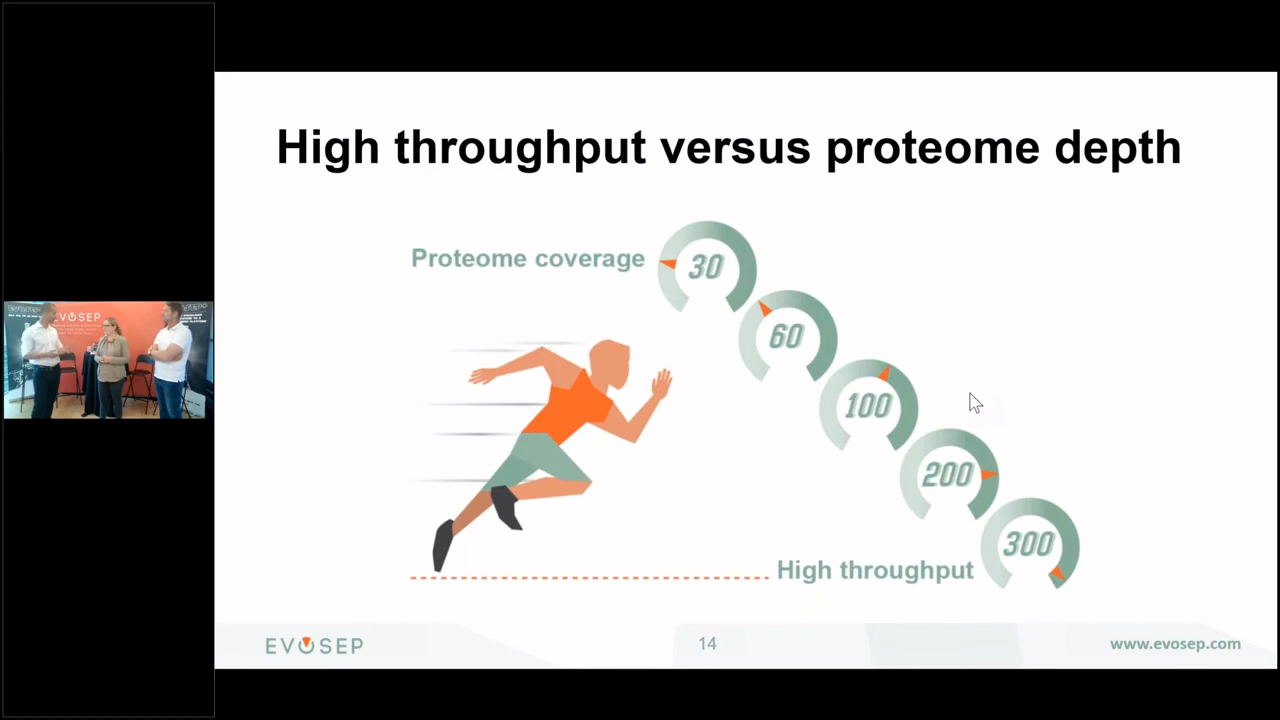 High throughput versus proteome depth
Proteome coverage
30
60
100
200
300
High throughput
EVOSEP
14
www.evosep.com
EVOSEP